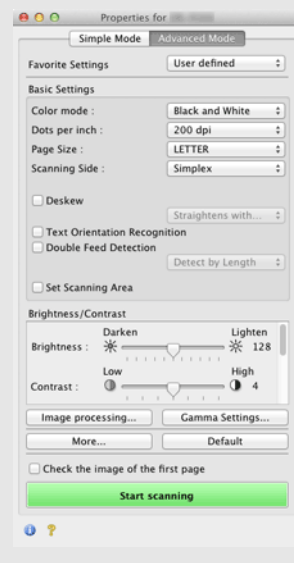 Properties for
Simple Mode Advanced Mode
Favorite Settings User defined
Basic Settings
Color mode : Black and White
Dots per inch : 200 dpi
Page Size : LETTER
Scanning Side : Simplex
Deskew
Straightens with...
Text Orientation Recognition
Double Feed Detection
Detect by Length
Set Scanning Area
Brightness/Contrast
Darken Lighten
Brightness : 128
Low High
Contrast : 4
Image processing... Gamma Settings...
More... Default
Check the image of the first page
Start scanning